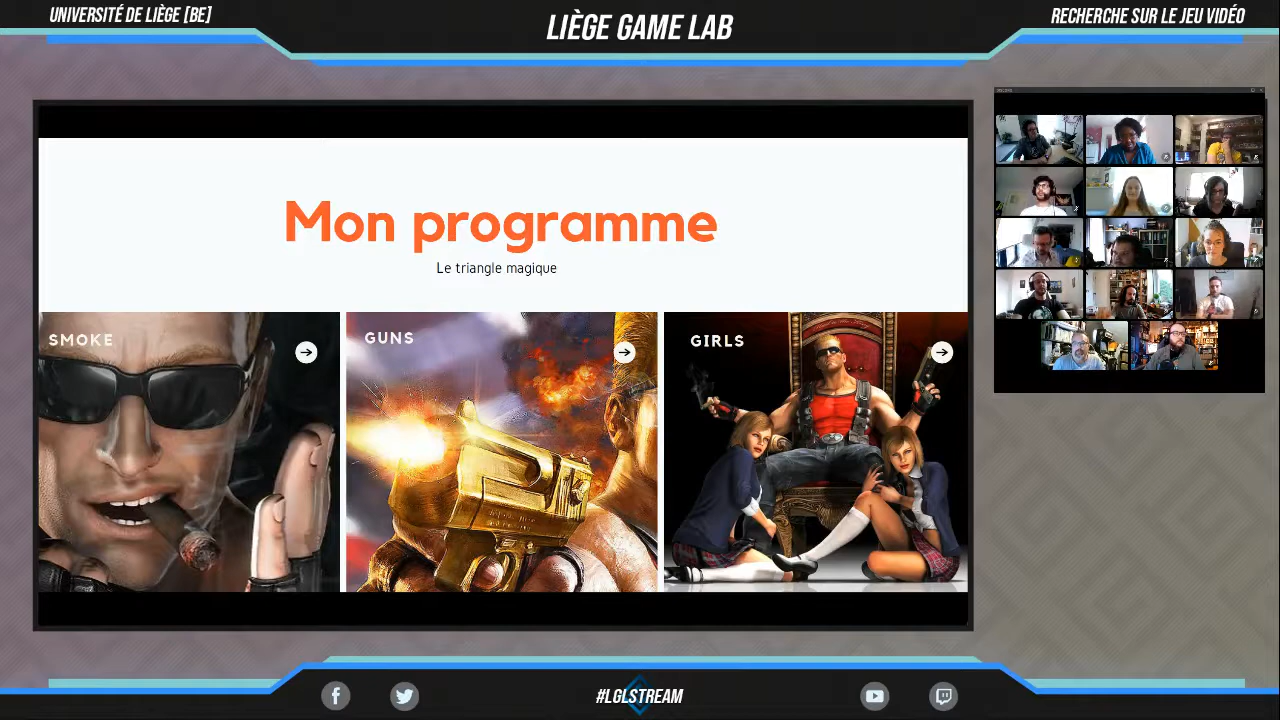 UNIVERSITÉ DE LIÈGE [BE]
LIÈGE GAME LAB
RECHERCHE SUR LE JEU VIDÉO
Mon programme
Le triangle magique
SMOKE
GUNS
GIRLS
#LGLSTREAM